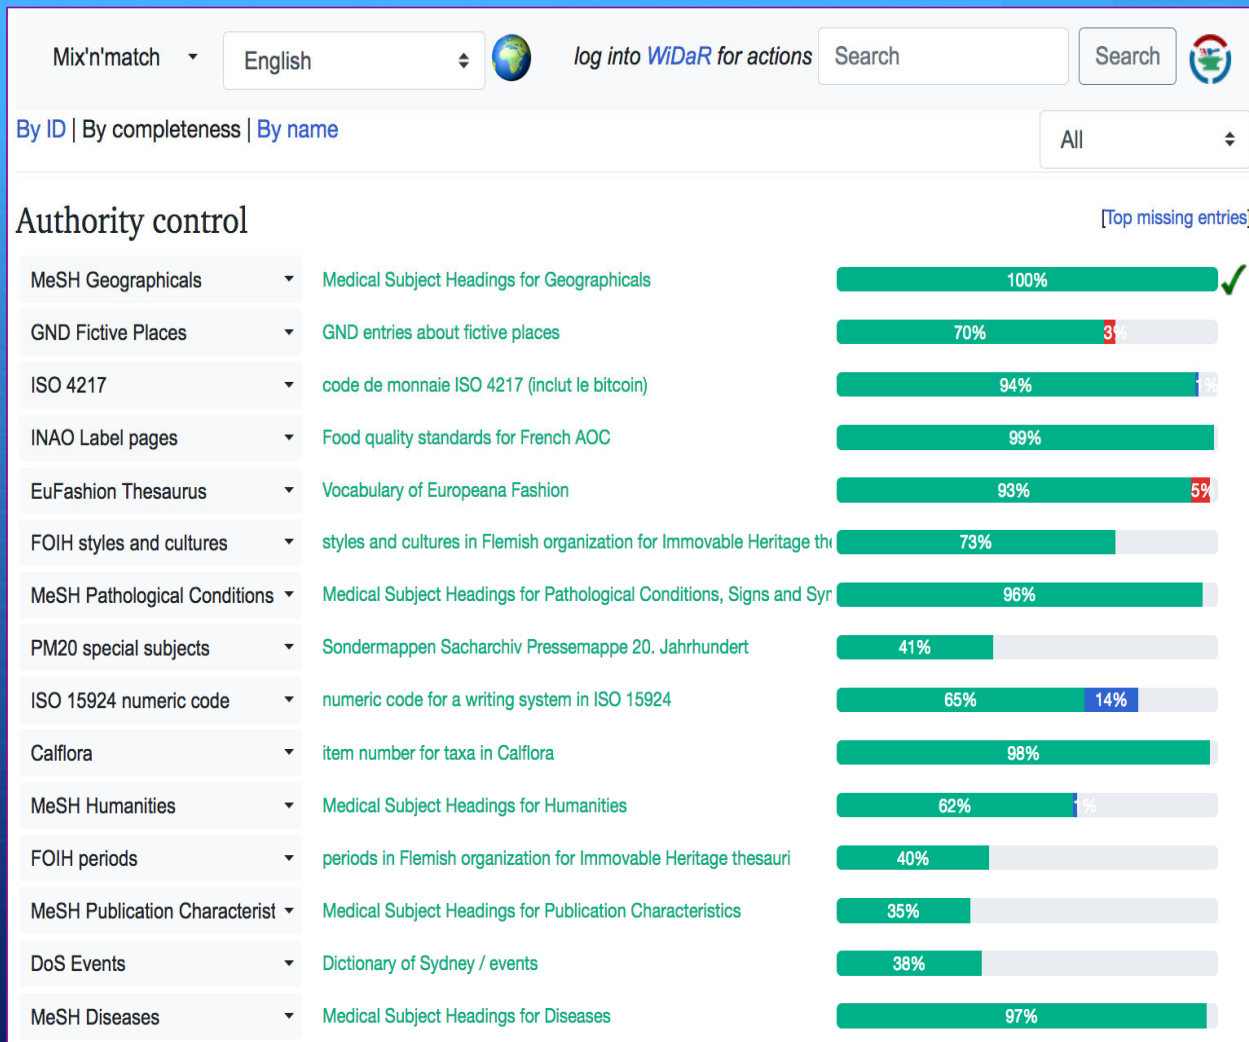 Mix'n'match English log into WiDaR for actions Search Search
By ID | By completeness | By name All
Authority control [Top missing entries]
MeSH Geographicals Medical Subject Headings for Geographicals 100%
GND Fictive Places GND entries about fictive places 70% 3%
ISO 4217 code de monnaie ISO 4217 (inclut le bitcoin) 94% 1%
INAO Label pages Food quality standards for French AOC 99%
EuFashion Thesaurus Vocabulary of Europeana Fashion 93% 5%
FOIH styles and cultures styles and cultures in Flemish organization for Immovable Heritage the 73%
MeSH Pathological Conditions Medical Subject Headings for Pathological Conditions, Signs and Syr 96%
PM20 special subjects Sondermappen Sacharchiv Pressemappe 20. Jahrhundert 41%
ISO 15924 numeric code numeric code for a writing system in ISO 15924 65% 14%
Calflora item number for taxa in Calflora 98%
MeSH Humanities Medical Subject Headings for Humanities 62% 1%
FOIH periods periods in Flemish organization for Immovable Heritage thesauri 40%
MeSH Publication Characterist Medical Subject Headings for Publication Characteristics 35%
DoS Events Dictionary of Sydney / events 38%
MeSH Diseases Medical Subject Headings for Diseases 97%